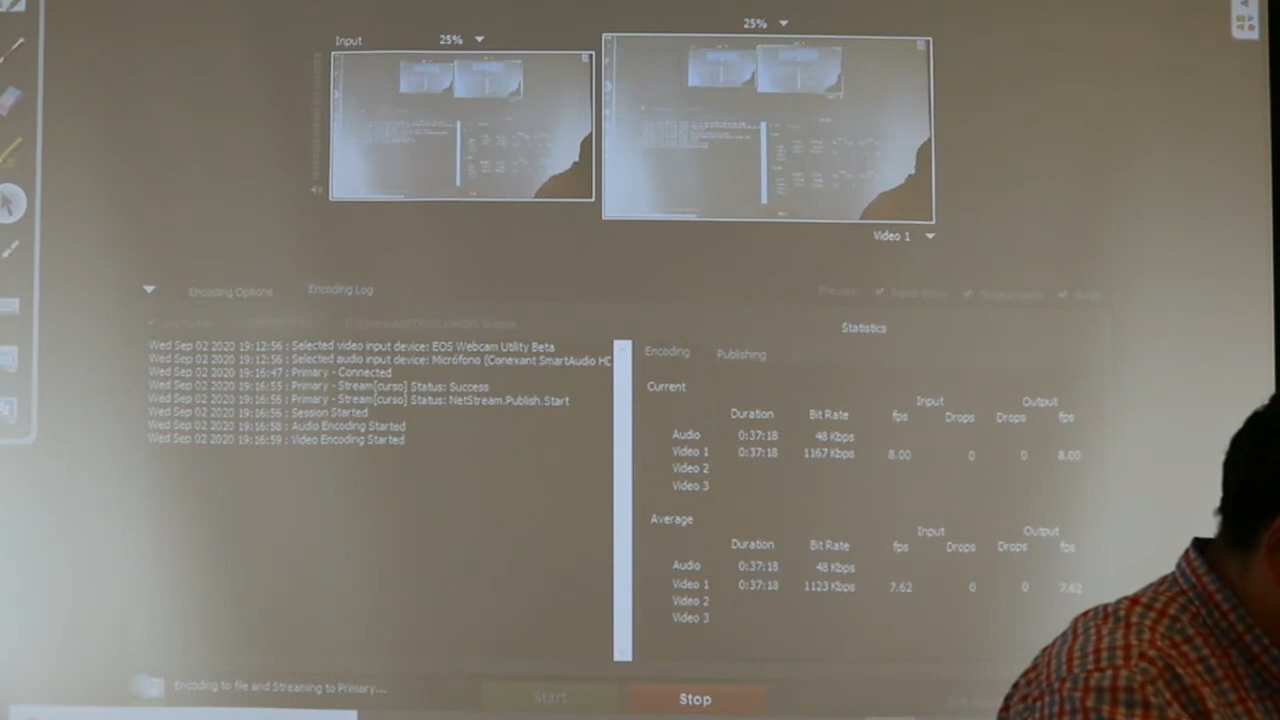 25%
Input 25%
Video 1
Encoding Options Encoding Log
Statistics
Wed Sep 02 2020 19:12:56 : Selected video input device: EOS Webcam Utility Beta
Wed Sep 02 2020 19:12:56 : Selected audio input device: Micrófono (Conexant SmartAudio HD
Wed Sep 02 2020 19:16:47 : Primary - Connected
Wed Sep 02 2020 19:16:55 : Primary - Stream[curso] Status: Success
Wed Sep 02 2020 19:16:56 : Primary - Stream[curso] Status: NetStream.Publish.Start
Wed Sep 02 2020 19:16:56 : Session Started
Wed Sep 02 2020 19:16:58 : Audio Encoding Started
Wed Sep 02 2020 19:16:59 : Video Encoding Started
Encoding Publishing
Current
Input Output
Duration Bit Rate fps Drops Drops fps
Audio 0:37:18 48 Kbps
Video 1 0:37:18 1167 Kbps 8.00 0 0 8.00
Video 2
Video 3
Average
Input Output
Duration Bit Rate fps Drops Drops fps
Audio 0:37:18 48 Kbps
Video 1 0:37:18 1123 Kbps 7.62 0 0 7.62
Video 2
Video 3
Encoding to file and Streaming to Primary...
Start Stop